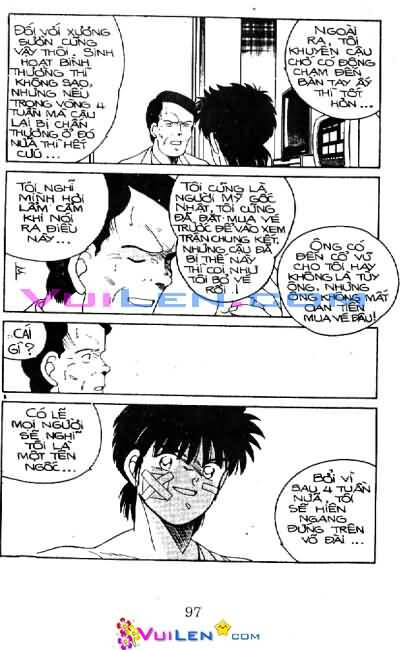 ĐỐI VỚI XƯƠNG
SƯỜN CŨNG
VẬY THÔI. SINH
HOẠT BÌNH
THƯỜNG THÌ
KHÔNG SAO,
NHƯNG NẾU
TRONG VÒNG 4
TUẦN MÀ CẬU
LẠI BỊ CHẤN
THƯƠNG Ở ĐÓ
NỮA THÌ HẾT
CỨU ...
NGOÀI
RA, TÔI
KHUYÊN CẬU
CHỚ CÓ ĐỘNG
CHẠM ĐẾN
BÀN TAY ẤY
THÌ TỐT
HƠN ...
TÔI NGHĨ
MÌNH HƠI
LẨM CẨM
KHI NÓI
RA ĐIỀU
NÀY ...
TÔI CŨNG LÀ
NGƯỜI MỸ GỐC
NHẬT, TÔI CŨNG
ĐÃ ĐẶT MUA VÉ
TRƯỚC ĐỂ VÀO XEM
TRẬN CHUNG KẾT,
NHƯNG CẬU ĐÃ
BỊ THẾ NÀY
THÌ COI NHƯ
TÔI BỎ VÉ
RỒI !
ÔNG CÓ
ĐẾN CỔ VŨ
CHO TÔI HAY
KHÔNG LÀ TÙY
ÔNG, NHƯNG
ÔNG KHÔNG MẤT
OAN TIỀN
MUA VÉ ĐÂU!
VUILEN.COM
CÁI
GÌ ?
CÓ LẼ
MỌI NGƯỜI
SẼ NGHĨ
TÔI LÀ
MỘT TÊN
NGỐC ...
BỞI VÌ
SAU 4 TUẦN
NỮA, TÔI
SẼ HIÊN
NGANG
ĐỨNG TRÊN
VÕ ĐÀI ...
97
VUILEN.COM